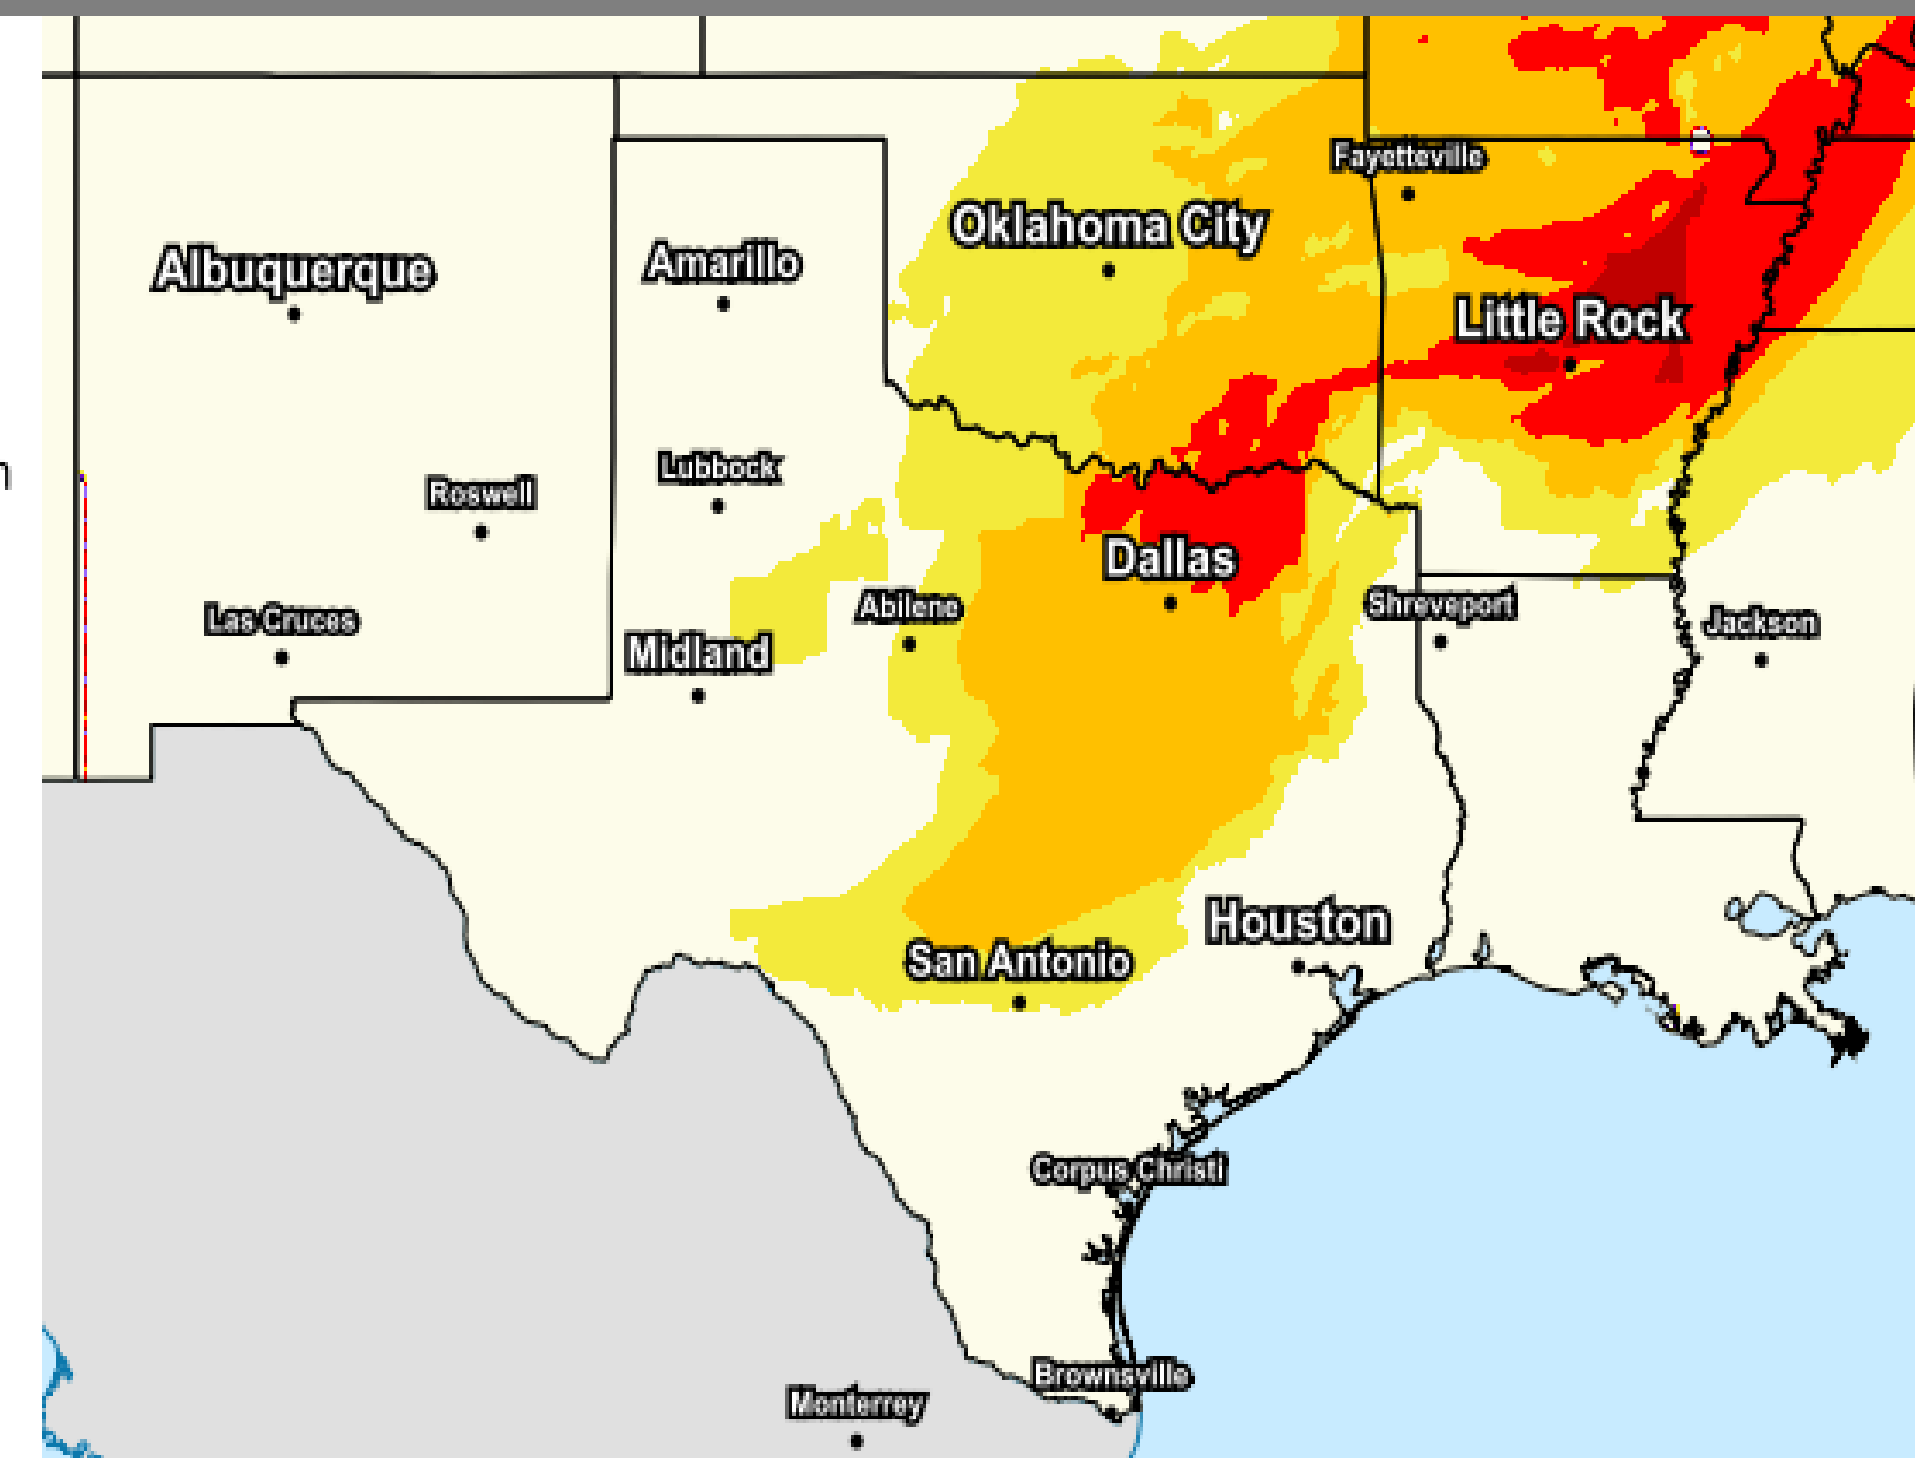 Fayetteville
Oklahoma City
Albuquerque
Amarillo
Little Rock
Lubbock
Roswell
Dallas
Abilene
Shreveport
Las Cruces
Jackson
Midland
Houston
San Antonio
Corpus Christi
Brownsville
Monterrey